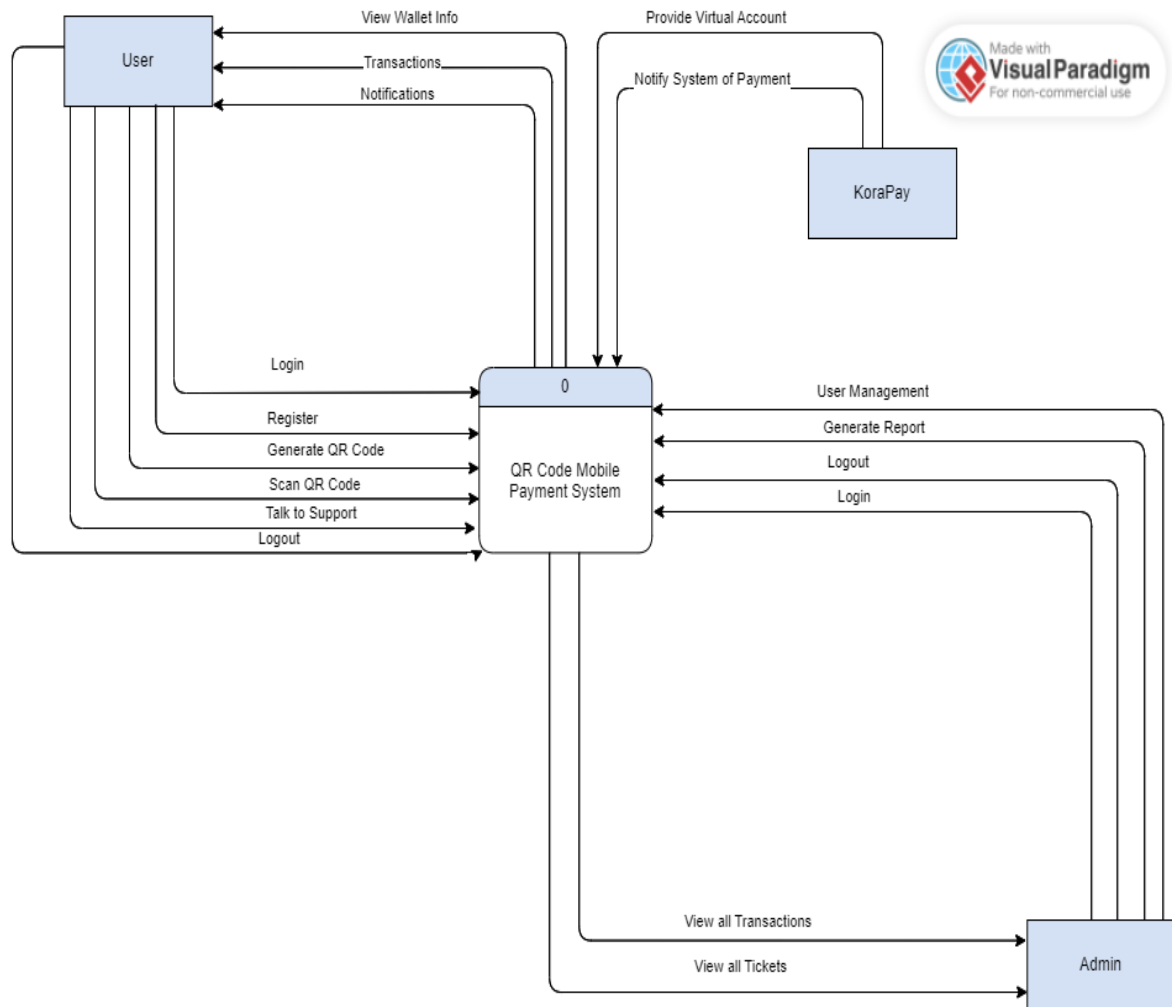 View Wallet Info
Provide Virtual Account
User
Transactions
Notify System of Payment
Notifications
Made with
Visual Paradigm
For non-commercial use
KoraPay
Login
Register
Generate QR Code
Scan QR Code
Talk to Support
Logout
0
QR Code Mobile
Payment System
User Management
Generate Report
Logout
Login
View all Transactions
View all Tickets
Admin